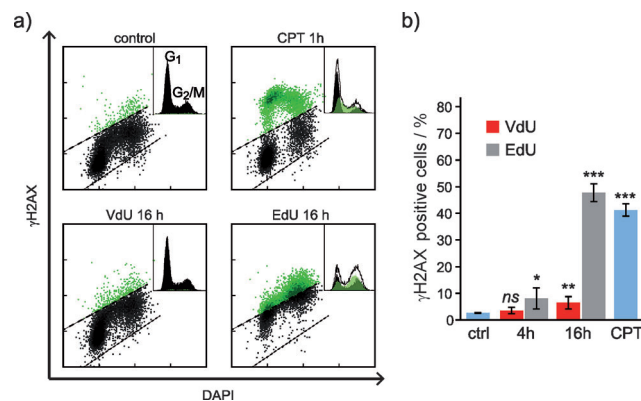 a)
control
G1
G2/M
CPT 1h
VdU 16 h
EdU 16 h
γH2AX
DAPI
b)
γH2AX positive cells / %
80
70
60
50
40
30
20
10
0
VdU
EdU
ns
*
**
***
***
ctrl
4h
16h
CPT